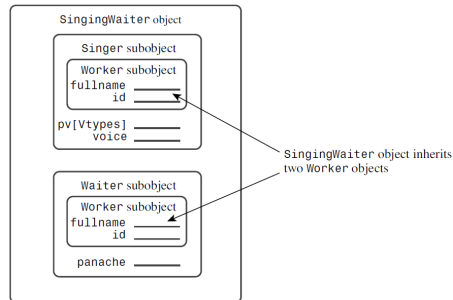 SingingWaiter object
Singer subobject
Worker subobject
fullname
id
pv[Vtypes]
voice
SingingWaiter object inherits
two Worker objects
Waiter subobject
Worker subobject
fullname
id
panache